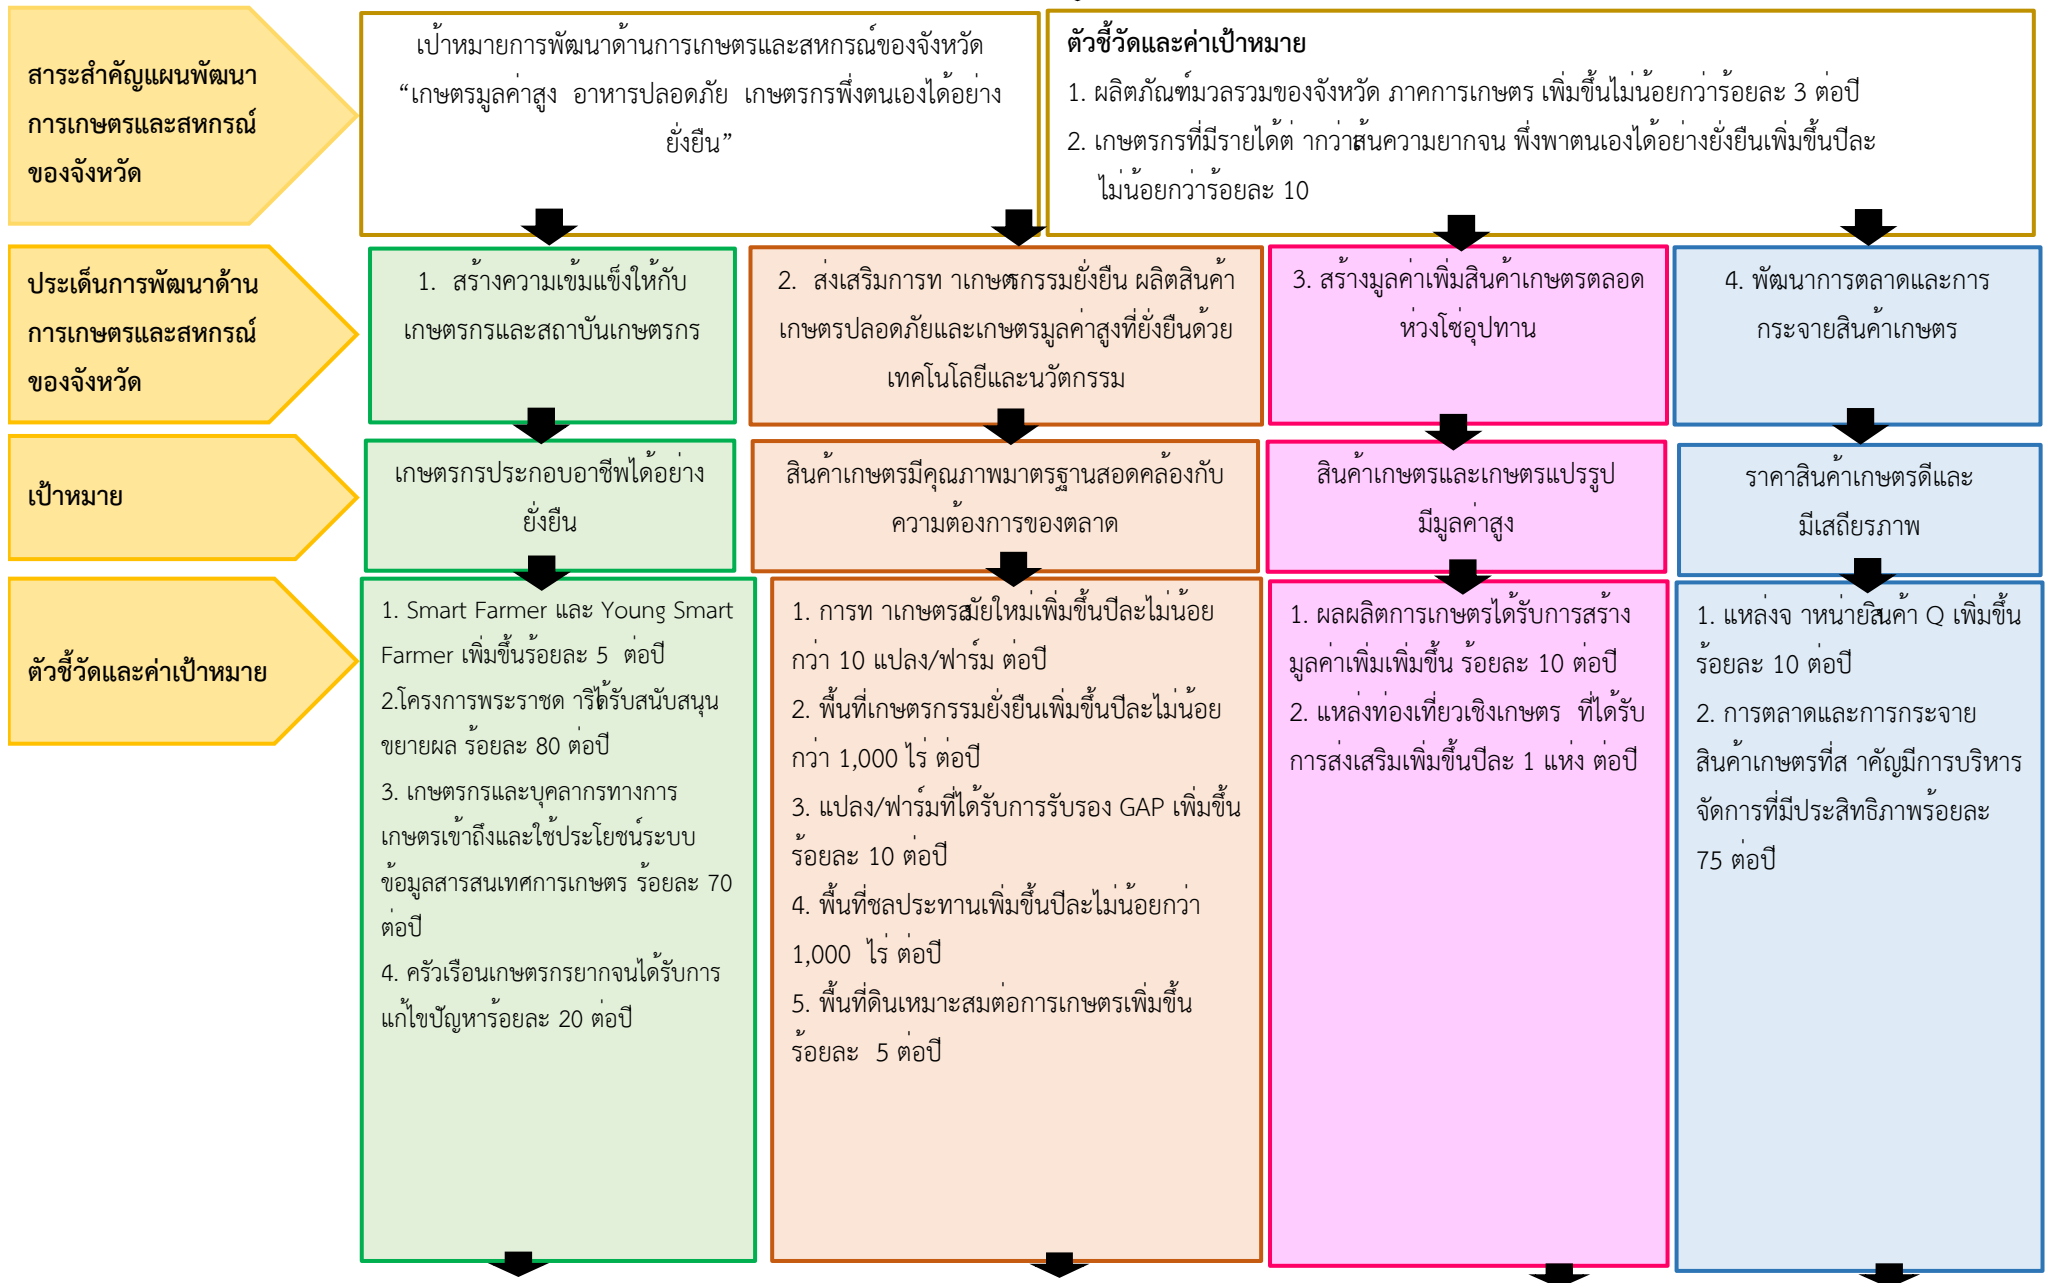 สาระสำคัญแผนพัฒนา
การเกษตรและสหกรณ์
ของจังหวัด
เป้าหมายการพัฒนาด้านการเกษตรและสหกรณ์ของจังหวัด
“เกษตรมูลค่าสูง อาหารปลอดภัย เกษตรกรพึ่งตนเองได้อย่าง
ยั่งยืน”
ตัวชี้วัดและค่าเป้าหมาย
1. ผลิตภัณฑ์มวลรวมของจังหวัด ภาคการเกษตร เพิ่มขึ้นไม่น้อยกว่าร้อยละ 3 ต่อปี
2. เกษตรกรที่มีรายได้ต่ ากว่าเส้นความยากจน พึ่งพาตนเองได้อย่างยั่งยืนเพิ่มขึ้นปีละ
ไม่น้อยกว่าร้อยละ 10
ประเด็นการพัฒนาด้าน
การเกษตรและสหกรณ์
ของจังหวัด
1. สร้างความเข้มแข็งให้กับ
เกษตรกรและสถาบันเกษตรกร
2. ส่งเสริมการท าเกษตรกรรมยั่งยืน ผลิตสินค้า
เกษตรปลอดภัยและเกษตรมูลค่าสูงที่ยั่งยืนด้วย
เทคโนโลยีและนวัตกรรม
3. สร้างมูลค่าเพิ่มสินค้าเกษตรตลอด
ห่วงโซ่อุปทาน
4. พัฒนาการตลาดและการ
กระจายสินค้าเกษตร
เป้าหมาย
เกษตรกรประกอบอาชีพได้อย่าง
ยั่งยืน
สินค้าเกษตรมีคุณภาพมาตรฐานสอดคล้องกับ
ความต้องการของตลาด
สินค้าเกษตรและเกษตรแปรรูป
มีมูลค่าสูง
ราคาสินค้าเกษตรดีและ
มีเสถียรภาพ
ตัวชี้วัดและค่าเป้าหมาย
1. Smart Farmer และ Young Smart
Farmer เพิ่มขึ้นร้อยละ 5 ต่อปี
2.โครงการพระราชด าริได้รับสนับสนุน
ขยายผล ร้อยละ 80 ต่อปี
3. เกษตรกรและบุคลากรทางการ
เกษตรเข้าถึงและใช้ประโยชน์ระบบ
ข้อมูลสารสนเทศการเกษตร ร้อยละ 70
ต่อปี
4. ครัวเรือนเกษตรกรยากจนได้รับการ
แก้ไขปัญหาร้อยละ 20 ต่อปี
1. การท าเกษตรสมัยใหม่เพิ่มขึ้นปีละไม่น้อย
กว่า 10 แปลง/ฟาร์ม ต่อปี
2. พื้นที่เกษตรกรรมยั่งยืนเพิ่มขึ้นปีละไม่น้อย
กว่า 1,000 ไร่ ต่อปี
3. แปลง/ฟาร์มที่ได้รับการรับรอง GAP เพิ่มขึ้น
ร้อยละ 10 ต่อปี
4. พื้นที่ชลประทานเพิ่มขึ้นปีละไม่น้อยกว่า
1,000 ไร่ ต่อปี
5. พื้นที่ดินเหมาะสมต่อการเกษตรเพิ่มขึ้น
ร้อยละ 5 ต่อปี
1. ผลผลิตการเกษตรได้รับการสร้าง
มูลค่าเพิ่มเพิ่มขึ้น ร้อยละ 10 ต่อปี
2. แหล่งท่องเที่ยวเชิงเกษตร ที่ได้รับ
การส่งเสริมเพิ่มขึ้นปีละ 1 แห่ง ต่อปี
1. แหล่งจ าหน่ายสินค้า Q เพิ่มขึ้น
ร้อยละ 10 ต่อปี
2. การตลาดและการกระจาย
สินค้าเกษตรที่ส าคัญมีการบริหาร
จัดการที่มีประสิทธิภาพร้อยละ
75 ต่อปี